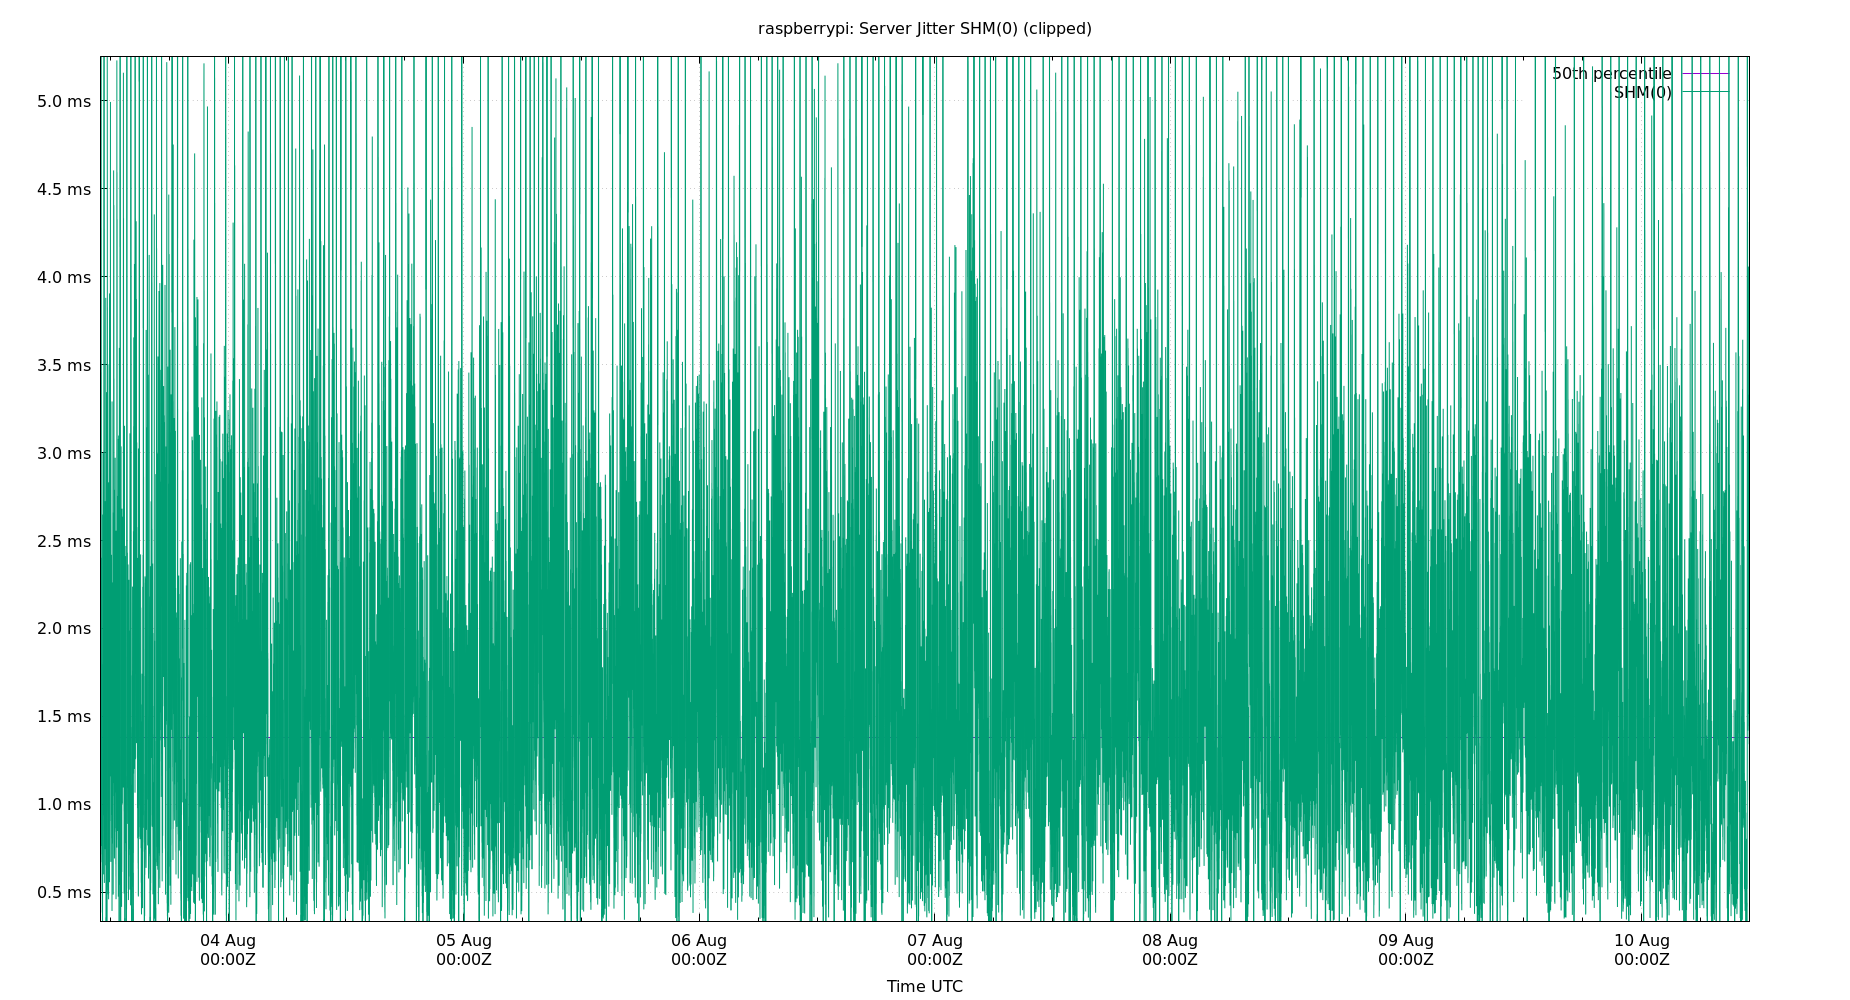 raspberrypi: Server Jitter SHM(0) (clipped)
50th percentile
SHM(0)
5.0 ms
4.5 ms
4.0 ms
3.5 ms
3.0 ms
2.5 ms
2.0 ms
1.5 ms
1.0 ms
0.5 ms
04 Aug 05 Aug 06 Aug 07 Aug 08 Aug 09 Aug 10 Aug
00:00Z 00:00Z 00:00Z 00:00Z 00:00Z 00:00Z 00:00Z
Time UTC